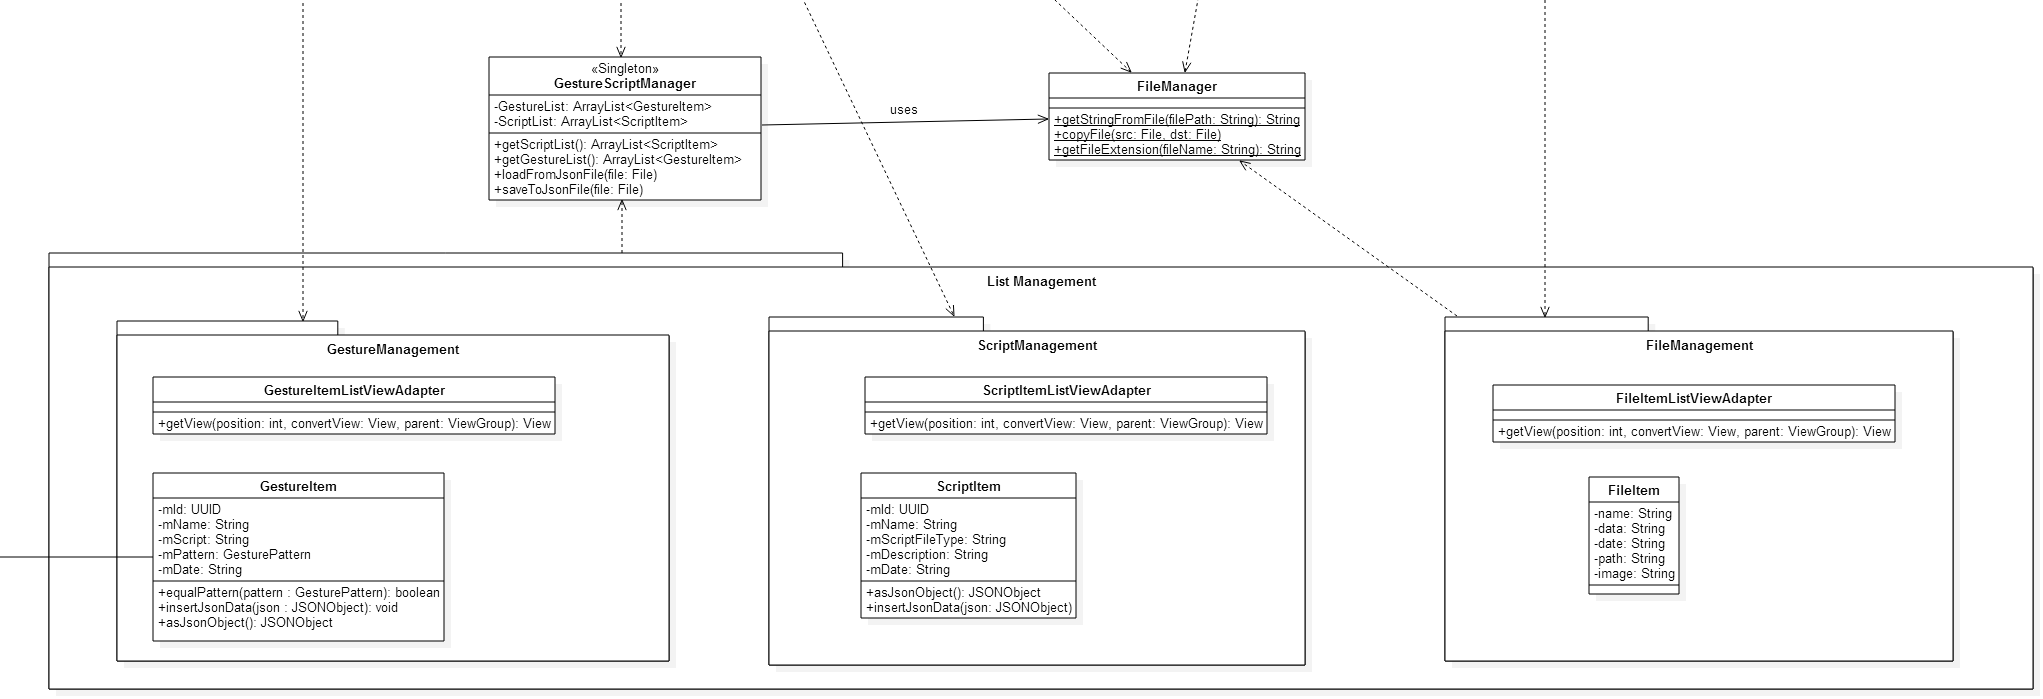 «Singleton»
GestureScriptManager
-GestureList: ArrayList<GestureItem>
-ScriptList: ArrayList<ScriptItem>
+getScriptList(): ArrayList<ScriptItem>
+getGestureList(): ArrayList<GestureItem>
+loadFromJsonFile(file: File)
+saveToJsonFile(file: File)
uses
FileManager
+getStringFromFile(filePath: String): String
+copyFile(src: File, dst: File)
+getFileExtension(fileName: String): String
List Management
GestureManagement
GestureItemListViewAdapter
+getView(position: int, convertView: View, parent: ViewGroup): View
GestureItem
-mId: UUID
-mName: String
-mScript: String
-mPattern: GesturePattern
-mDate: String
+equalPattern(pattern : GesturePattern): boolean
+insertJsonData(json : JSONObject): void
+asJsonObject(): JSONObject
ScriptManagement
ScriptItemListViewAdapter
+getView(position: int, convertView: View, parent: ViewGroup): View
ScriptItem
-mId: UUID
-mName: String
-mScriptFileType: String
-mDescription: String
-mDate: String
+asJsonObject(): JSONObject
+insertJsonData(json: JSONObject)
FileManagement
FileItemListViewAdapter
+getView(position: int, convertView: View, parent: ViewGroup): View
FileItem
-name: String
-data: String
-date: String
-path: String
-image: String